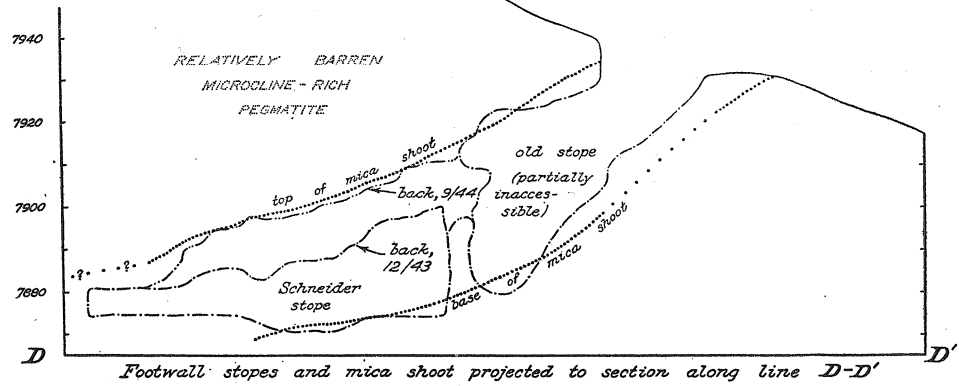 7940
RELATIVELY BARREN
MICROCLINE-RICH
PEGMATITE
7920
top of mica shoot
old stope
(partially
inacces-
sible)
back, 9/44
7900
back,
12/43
? ?
7880
Schneider
stope
base of mica shoot
D D'
Footwall stopes and mica shoot projected to section along line D-D'